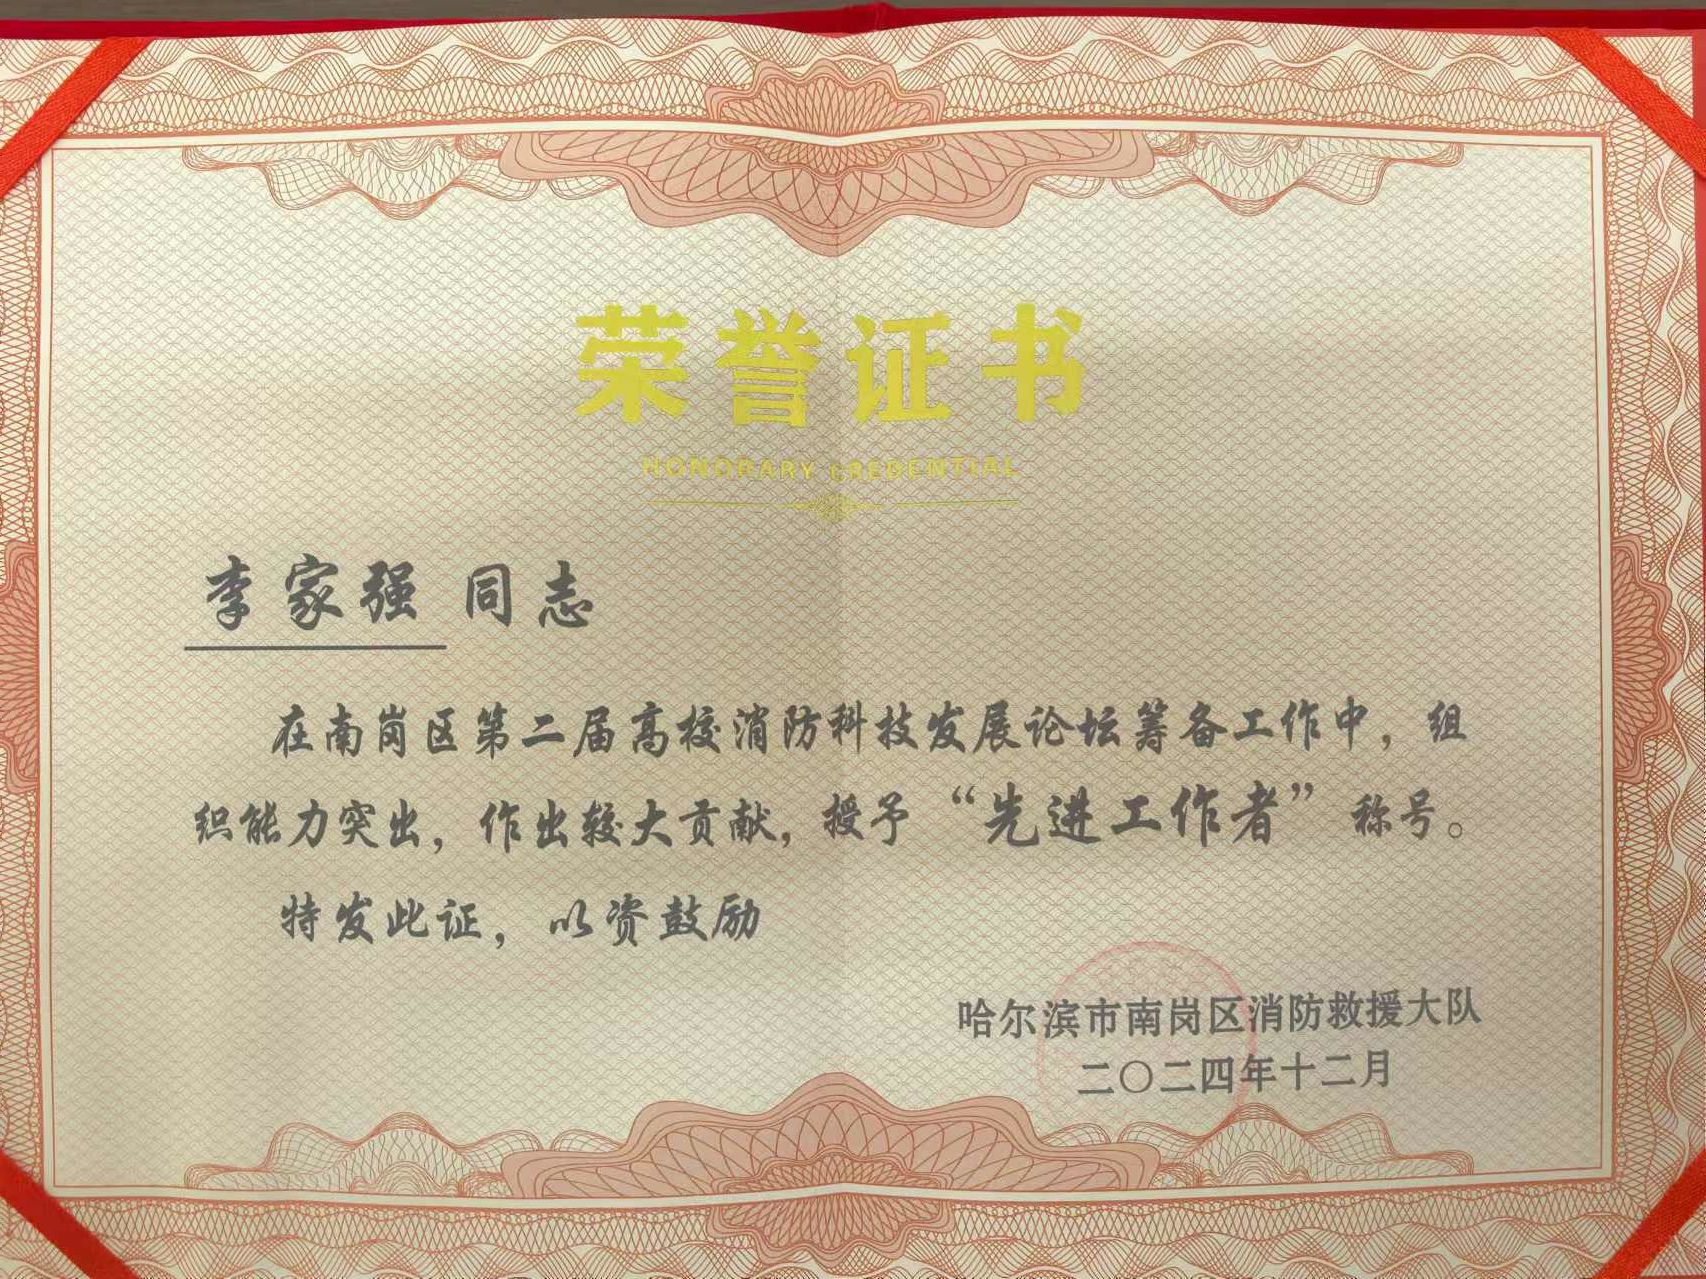 荣誉证书
HONORARY CREDENTIAL
李家强 同志
在南岗区第二届高校消防科技发展论坛筹备工作中，组
织能力突出，作出较大贡献，授予“先进工作者”称号。
特发此证，以资鼓励
哈尔滨市南岗区消防救援大队
二〇二四年十二月